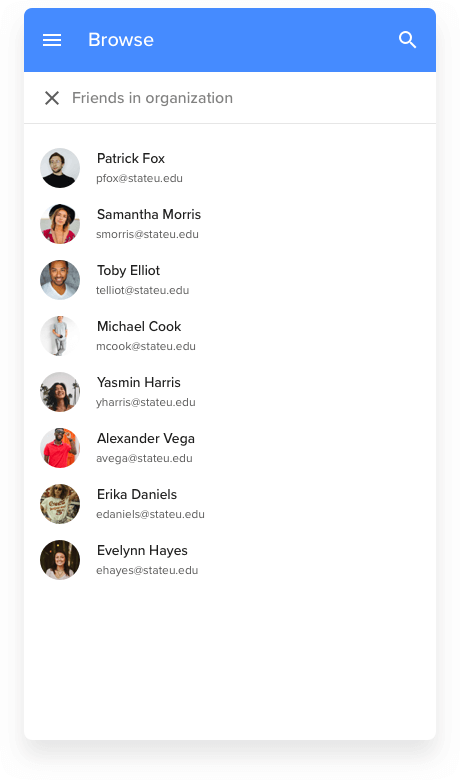 Browse
Friends in organization
Patrick Fox
pfox@stateu.edu
Samantha Morris
smorris@stateu.edu
Toby Elliot
telliot@stateu.edu
Michael Cook
mcook@stateu.edu
Yasmin Harris
yharris@stateu.edu
Alexander Vega
avega@stateu.edu
Erika Daniels
edaniels@stateu.edu
Evelynn Hayes
ehayes@stateu.edu